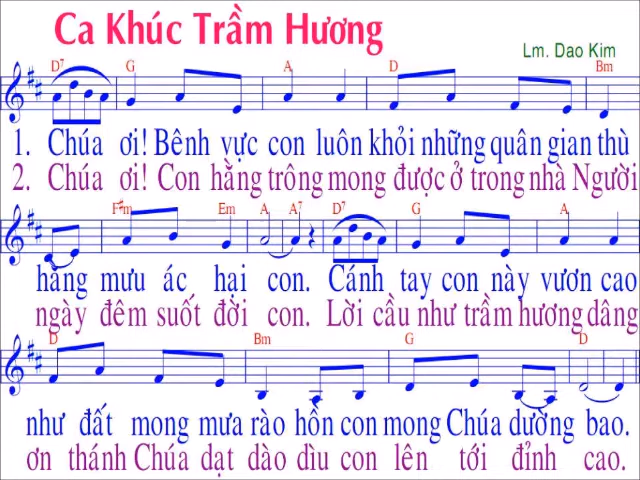 Ca Khúc Trầm Hương
Lm. Dao Kim
D7 G A D Bm
1. Chúa ơi! Bênh vực con luôn khỏi những quân gian thù
2. Chúa ơi! Con hằng trông mong được ở trong nhà Người
F#m Em A A7 D7 G A
hằng mưu ác hại con. Cánh tay con này vươn cao
ngày đêm suốt đời con. Lời cầu như trầm hương dâng
D Bm G D
như đất mong mưa rào hồn con mong Chúa dường bao.
ơn thánh Chúa dạt dào dìu con lên tới đỉnh cao.